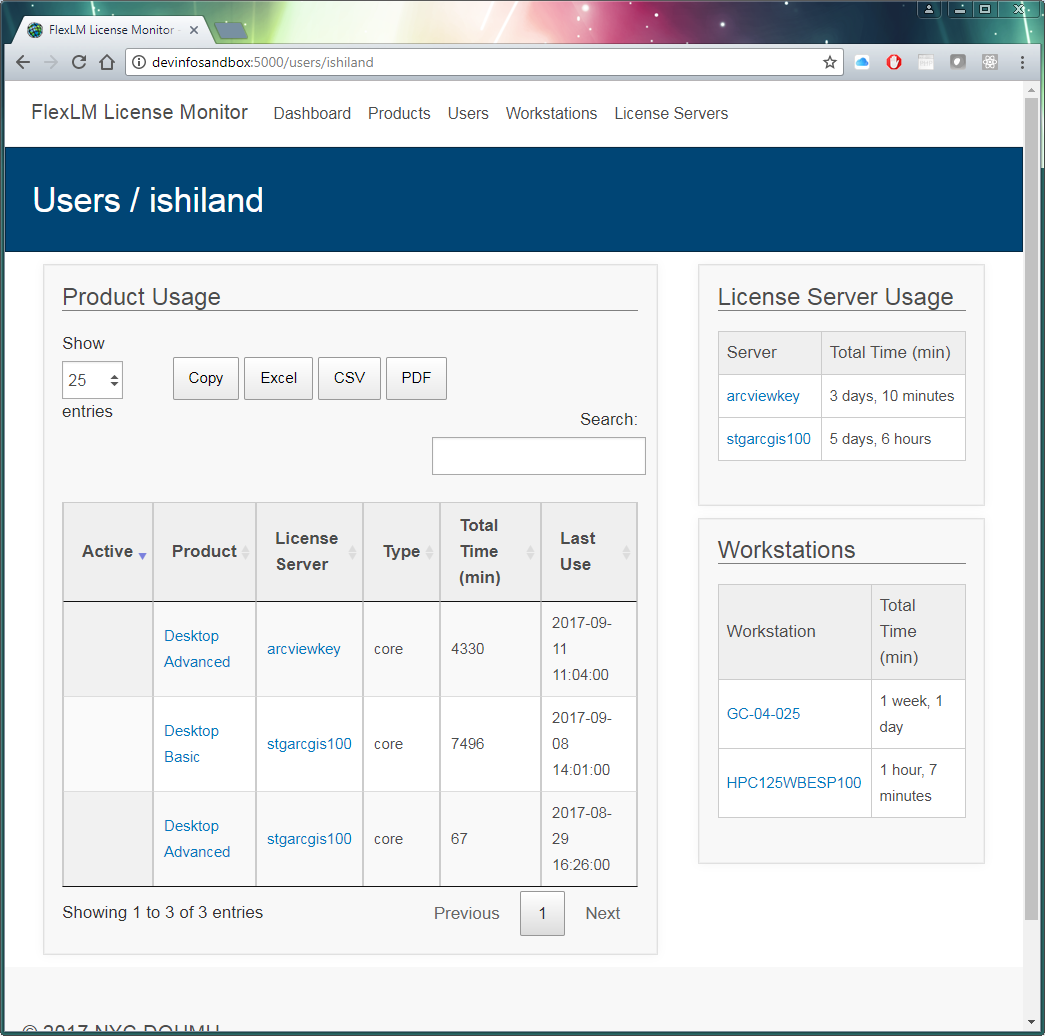 FlexLM License Monitor
devinfosandbox:5000/users/ishiland
FlexLM License Monitor Dashboard Products Users Workstations License Servers
Users / ishiland
Product Usage
Show
25
entries
Copy Excel CSV PDF
Search:
Active Product License Server Type Total Time (min) Last Use
Desktop Advanced arcviewkey core 4330 2017-09-11 11:04:00
Desktop Basic stgarcgis100 core 7496 2017-09-08 14:01:00
Desktop Advanced stgarcgis100 core 67 2017-08-29 16:26:00
Showing 1 to 3 of 3 entries Previous 1 Next
License Server Usage
Server Total Time (min)
arcviewkey 3 days, 10 minutes
stgarcgis100 5 days, 6 hours
Workstations
Workstation Total Time (min)
GC-04-025 1 week, 1 day
HPC125WBESP100 1 hour, 7 minutes
© 2017 NYC DOHMH